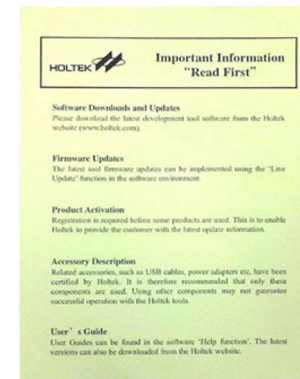 HOLTEK
Important Information
“Read First”
Software Downloads and Updates
Please download the latest development tool software from the Holtek
website (www.holtek.com).
Firmware Updates
The latest tool firmware updates can be implemented using the ‘Live
Update’ function in the software environment.
Product Activation
Registration is required before some products are used. This is to enable
Holtek to provide the customer with the latest update information.
Accessory Description
Related accessories, such as USB cables, power adaptors etc, have been
certified by Holtek. It is therefore recommended that only these
components are used. Using other components may not guarantee
successful operation with the Holtek tools.
User’ s Guide
User Guides can be found in the software ‘Help function’. The latest
versions can also be downloaded from the Holtek website.